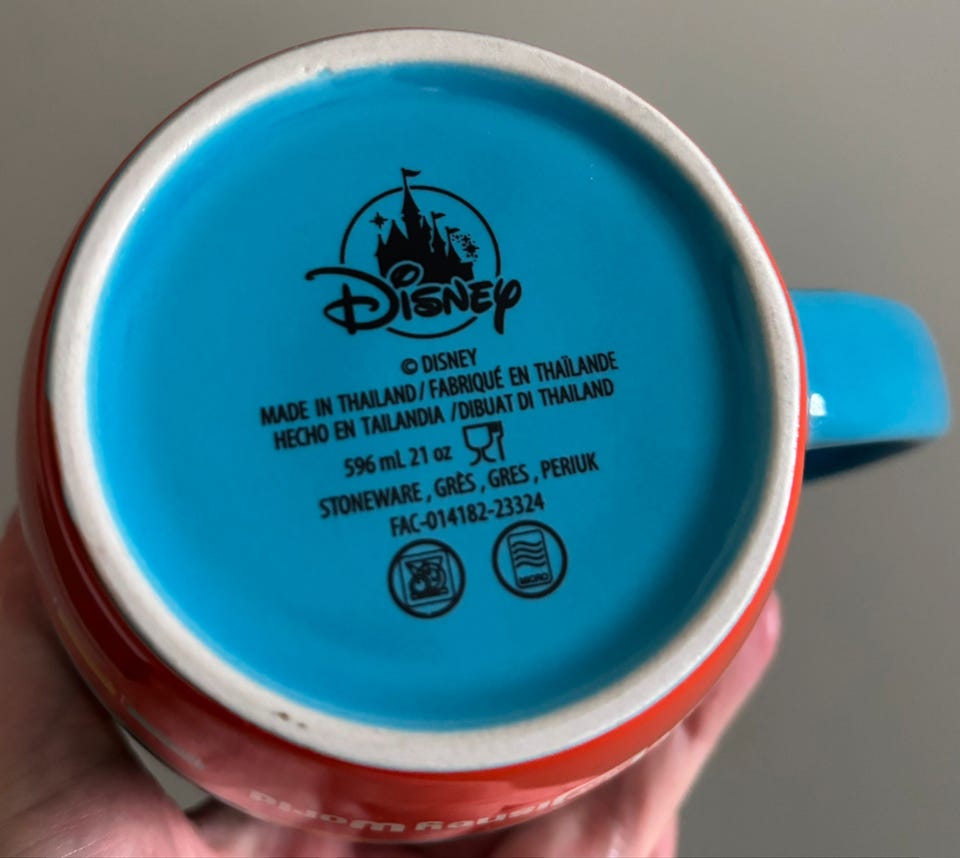 Disney
© DISNEY
MADE IN THAILAND / FABRIQUÉ EN THAÏLANDE
HECHO EN TAILANDIA /DIBUAT DI THAILAND
596 mL 21 oz
STONEWARE , GRÈS , GRES , PERIUK
FAC-014182-23324
MICRO
Disney World